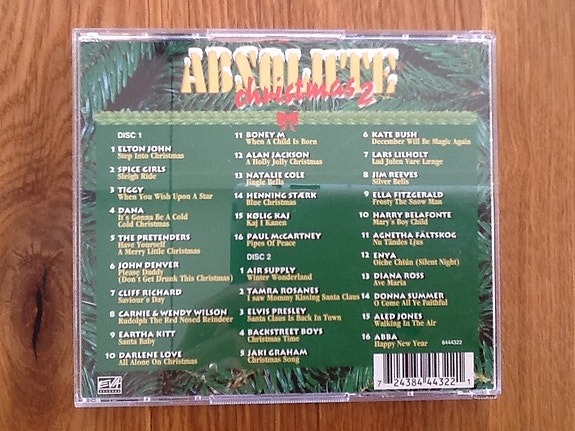 ABSOLUTE
christmas 2
DISC 1
1 ELTON JOHN
Step Into Christmas
2 SPICE GIRLS
Sleigh Ride
3 TIGGY
When You Wish Upon A Star
4 DANA
It's Gonna Be A Cold
Cold Christmas
5 THE PRETENDERS
Have Yourself
A Merry Little Christmas
6 JOHN DENVER
Please Daddy
(Don't Get Drunk This Christmas)
7 CLIFF RICHARD
Saviour's Day
8 CARNIE & WENDY WILSON
Rudolph The Red Nosed Reindeer
9 EARTHA KITT
Santa Baby
10 DARLENE LOVE
All Alone On Christmas
11 BONEY M
When A Child Is Born
12 ALAN JACKSON
A Holly Jolly Christmas
13 NATALIE COLE
Jingle Bells
14 HENNING STÆRK
Blue Christmas
15 KØLIG KAJ
Kaj I Kanen
16 PAUL McCARTNEY
Pipes Of Peace
DISC 2
1 AIR SUPPLY
Winter Wonderland
2 TAMRA ROSANES
I saw Mommy Kissing Santa Claus
3 ELVIS PRESLEY
Santa Claus Is Back In Town
4 BACKSTREET BOYS
Christmas Time
5 JAKI GRAHAM
Christmas Song
6 KATE BUSH
December Will Be Magic Again
7 LARS LILHOLT
Lad Julen Vare Længe
8 JIM REEVES
Silver Bells
9 ELLA FITZGERALD
Frosty The Snow Man
10 HARRY BELAFONTE
Mary's Boy Child
11 AGNETHA FÄLTSKOG
Nu Tändes Ljus
12 ENYA
Oiche Chiún (Silent Night)
13 DIANA ROSS
Ave Maria
14 DONNA SUMMER
O Come All Ye Faithful
15 ALED JONES
Walking In The Air
16 ABBA
Happy New Year
8444322
7 24384 44322 1
EVA
RECORDS